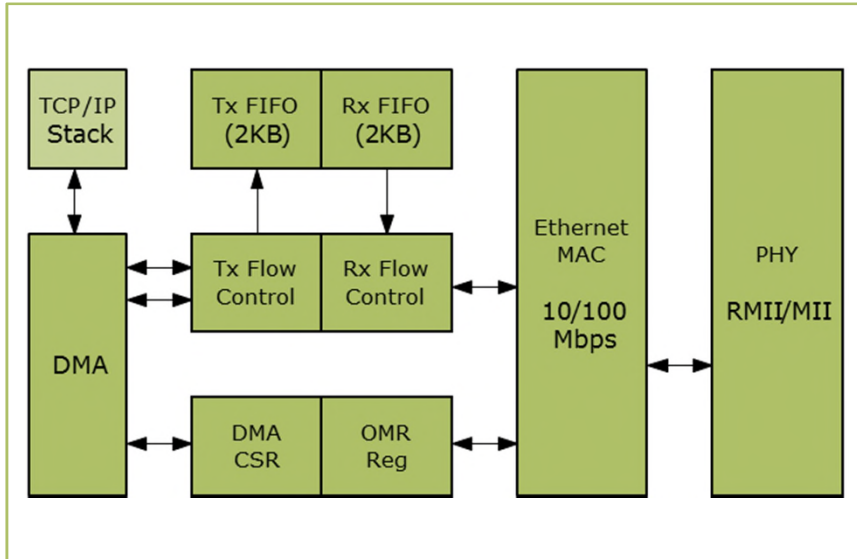 TCP/IP
Stack
Tx FIFO
(2KB)
Rx FIFO
(2KB)
Tx Flow
Control
Rx Flow
Control
DMA
DMA
CSR
OMR
Reg
Ethernet
MAC
10/100
Mbps
PHY
RMII/MII